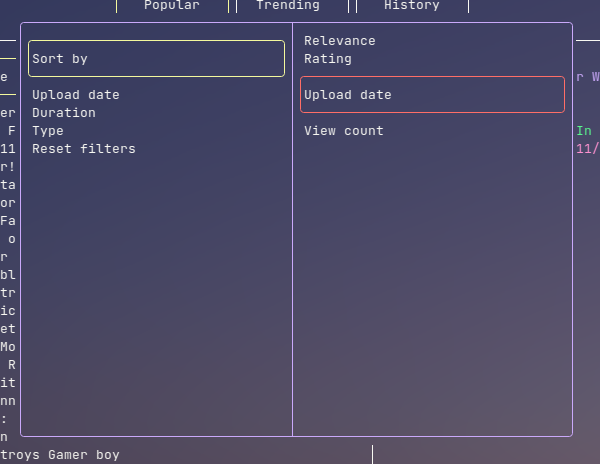 Popular Trending History
Sort by
Upload date
Duration
Type
Reset filters
Relevance
Rating
Upload date
View count
e
er
F
11
r!
ta
or
Fa
o
r
bl
tr
ic
et
Mo
R
it
nn
:
n
troys Gamer boy
r W
In
11/